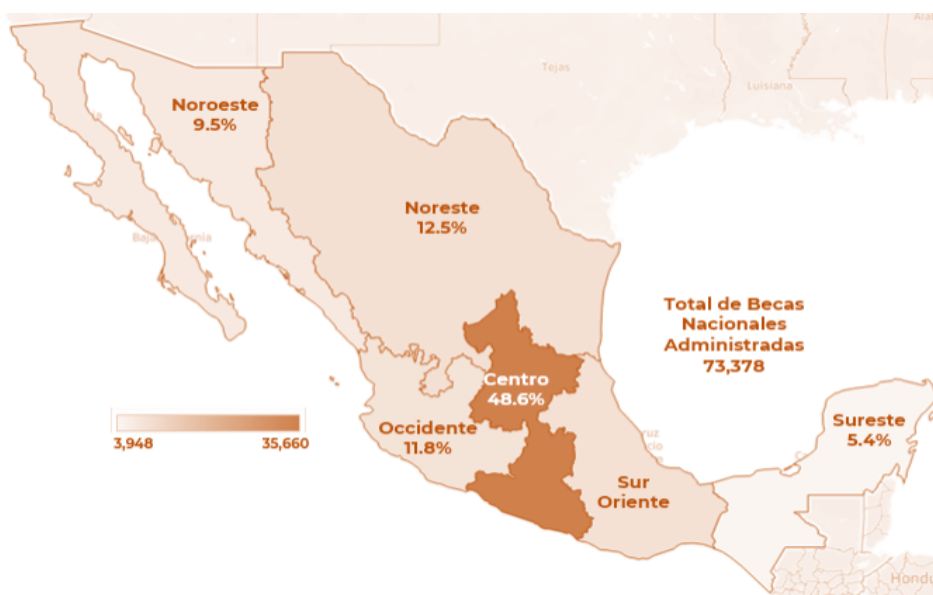 Tejas
Luisiana
Noroeste
9.5%
Noreste
12.5%
Total de Becas
Nacionales
Administradas
73,378
Centro
48.6%
3,948
35,660
Occidente
11.8%
Sureste
5.4%
Sur
Oriente